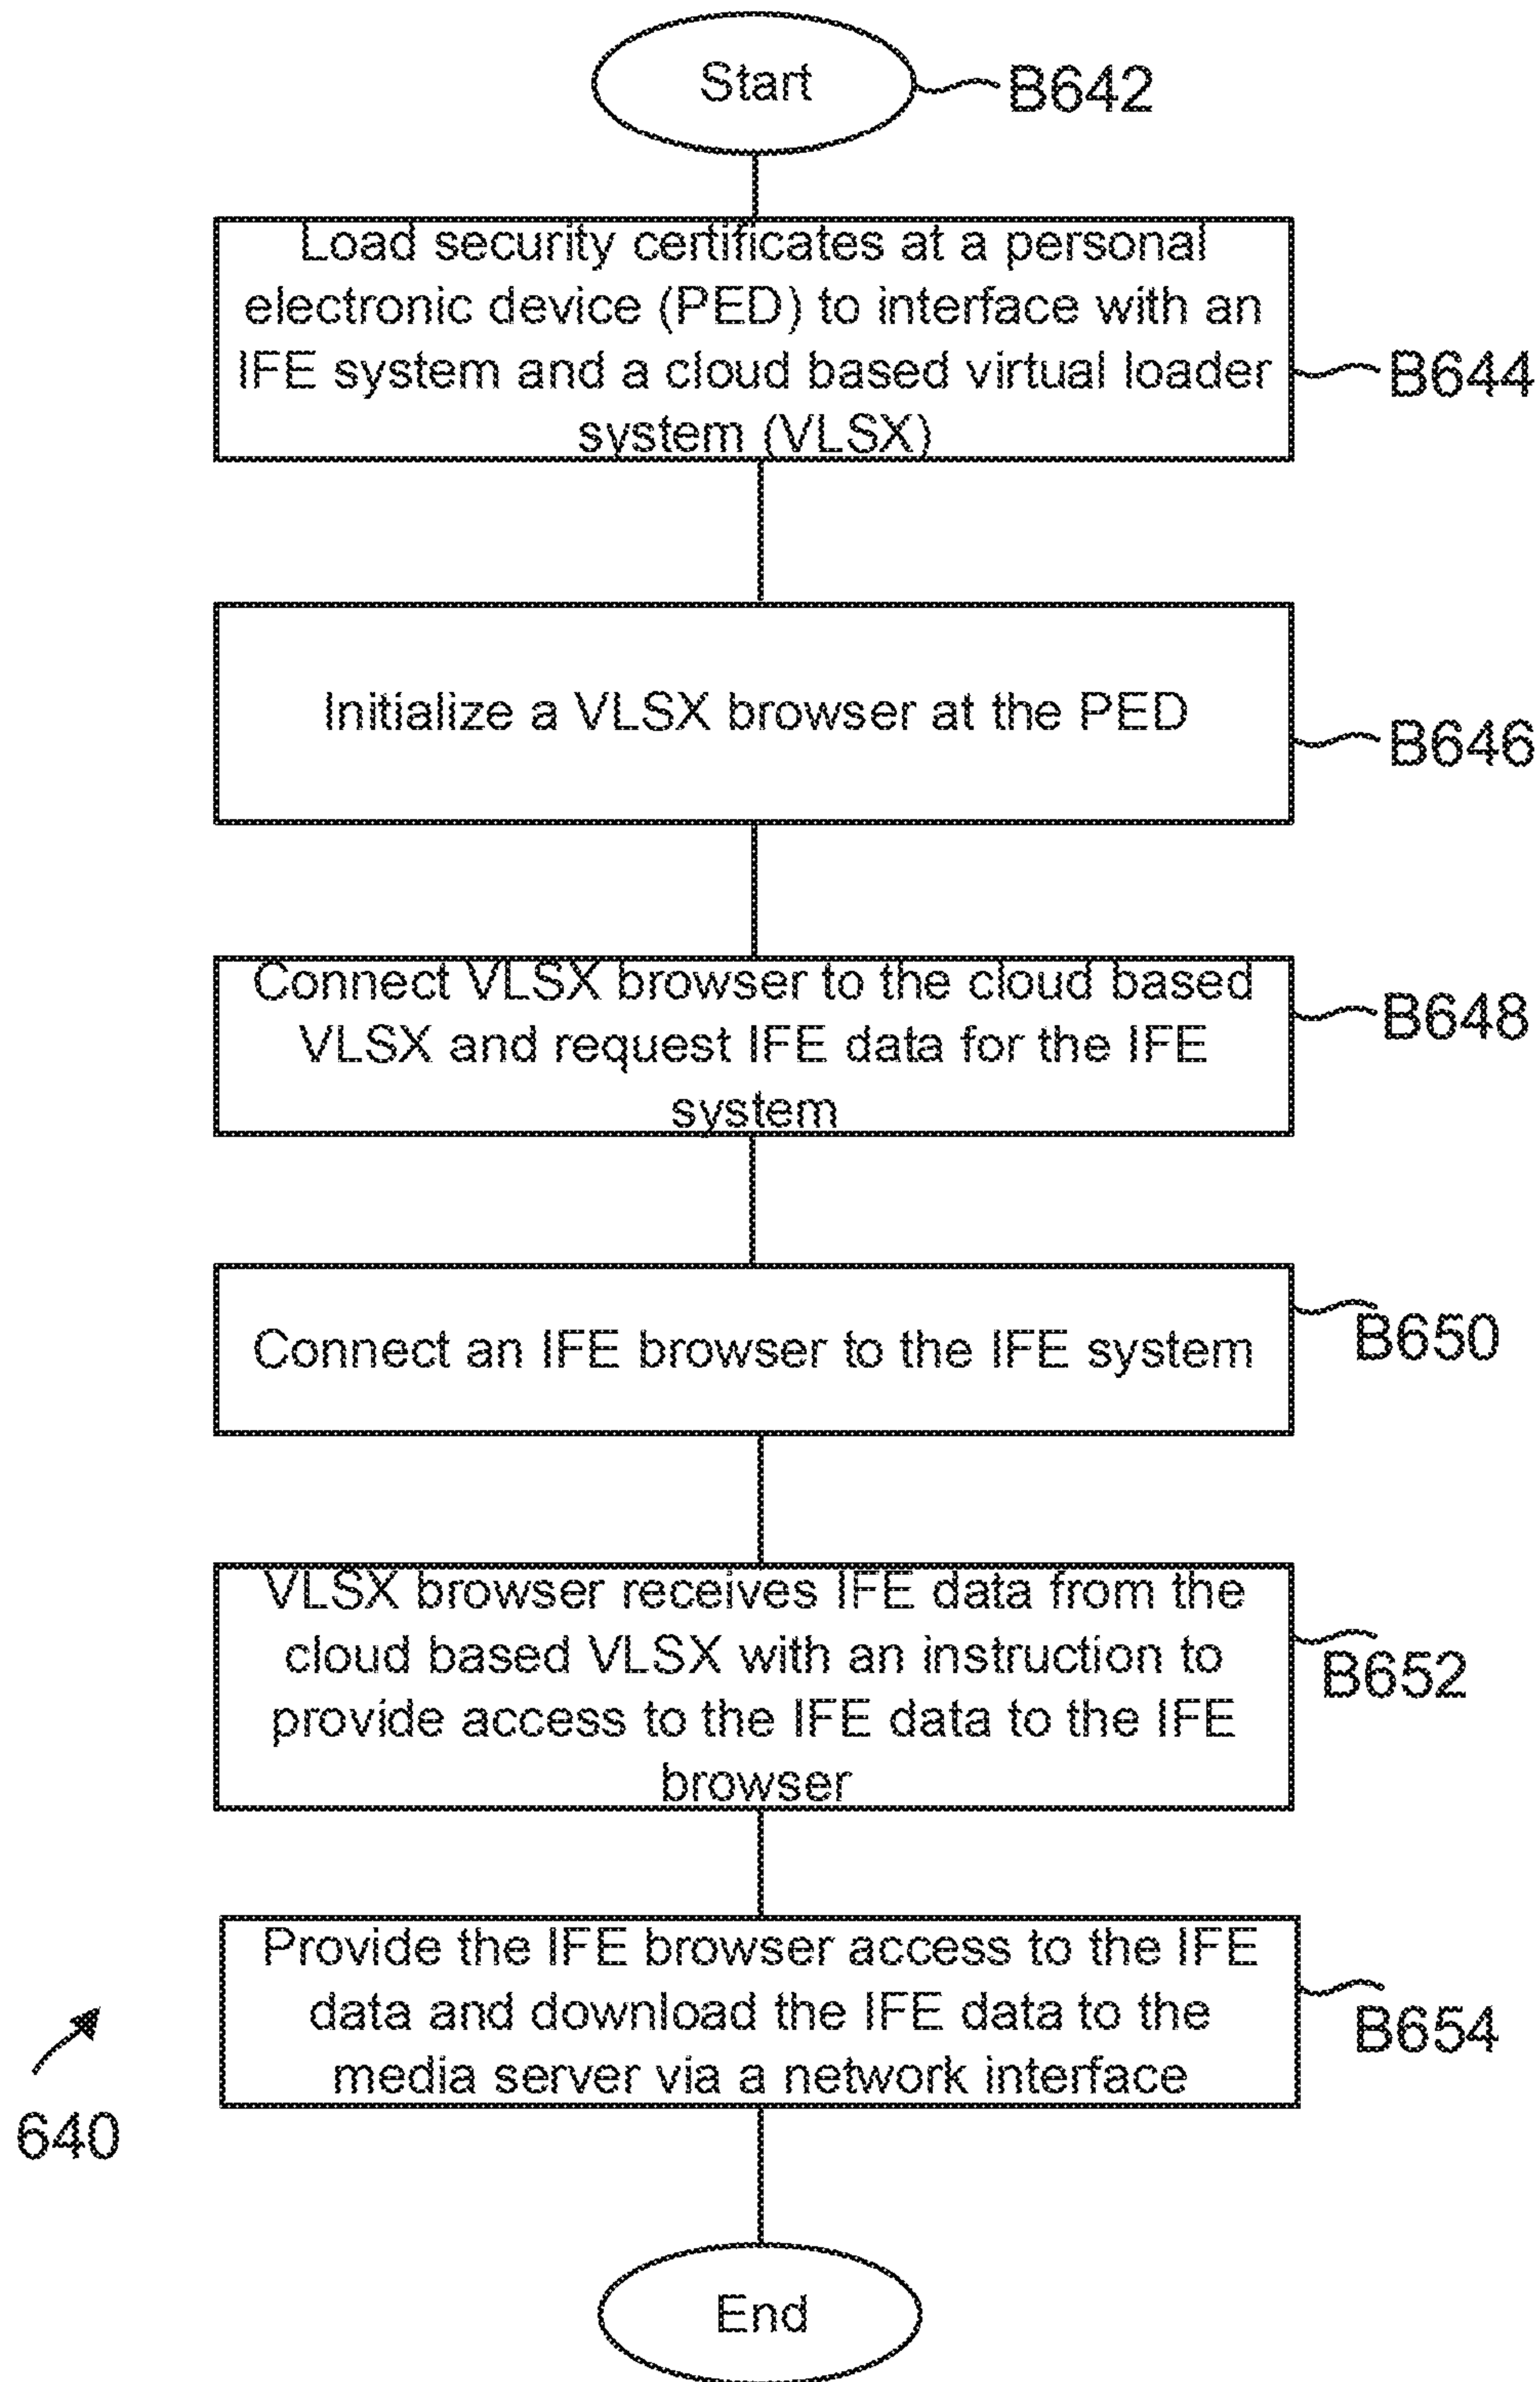 Start
B642
Load security certificates at a personal
electronic device (PED) to interface with an
IFE system and a cloud based virtual loader
system (VLSX)
B644
Initialize a VLSX browser at the PED
B646
Connect VLSX browser to the cloud based
VLSX and request IFE data for the IFE
system
B648
Connect an IFE browser to the IFE system
B650
VLSX browser receives IFE data from the
cloud based VLSX with an instruction to
provide access to the IFE data to the IFE
browser
B652
Provide the IFE browser access to the IFE
data and download the IFE data to the
media server via a network interface
B654
640
End